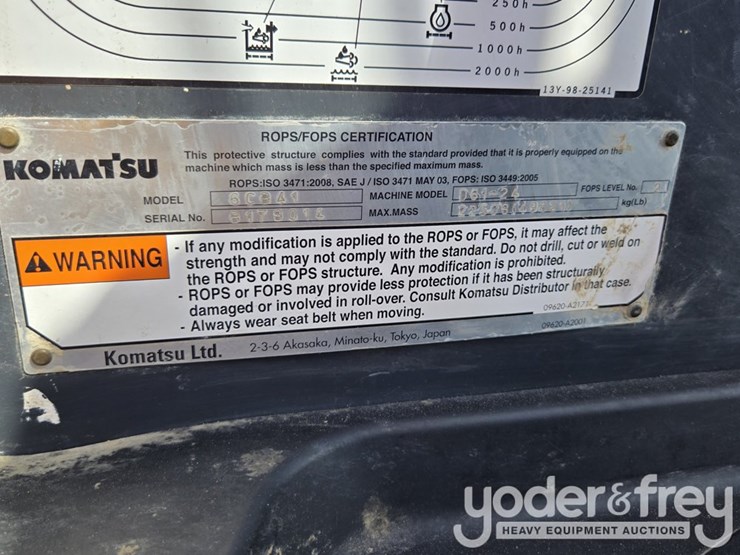 250h
500h
1000h
2000h
13Y-98-25141
ROPS/FOPS CERTIFICATION
KOMATSU
This protective structure complies with the standard provided that it is properly equipped on the
machine which mass is less than the specified maximum mass.
ROPS:ISO 3471:2008, SAE J / ISO 3471 MAY 03, FOPS: ISO 3449:2005
MODEL
MACHINE MODEL D61-24 FOPS LEVEL No. 2
SERIAL No. MAX.MASS kg(Lb)
WARNING
- If any modification is applied to the ROPS or FOPS, it may affect the
strength and may not comply with the standard. Do not drill, cut or weld on
the ROPS or FOPS structure. Any modification is prohibited.
- ROPS or FOPS may provide less protection if it has been structurally
damaged or involved in roll-over. Consult Komatsu Distributor in that case.
- Always wear seat belt when moving.
09620-A2001
Komatsu Ltd. 2-3-6 Akasaka, Minato-ku, Tokyo, Japan
yoder&frey
HEAVY EQUIPMENT AUCTIONS